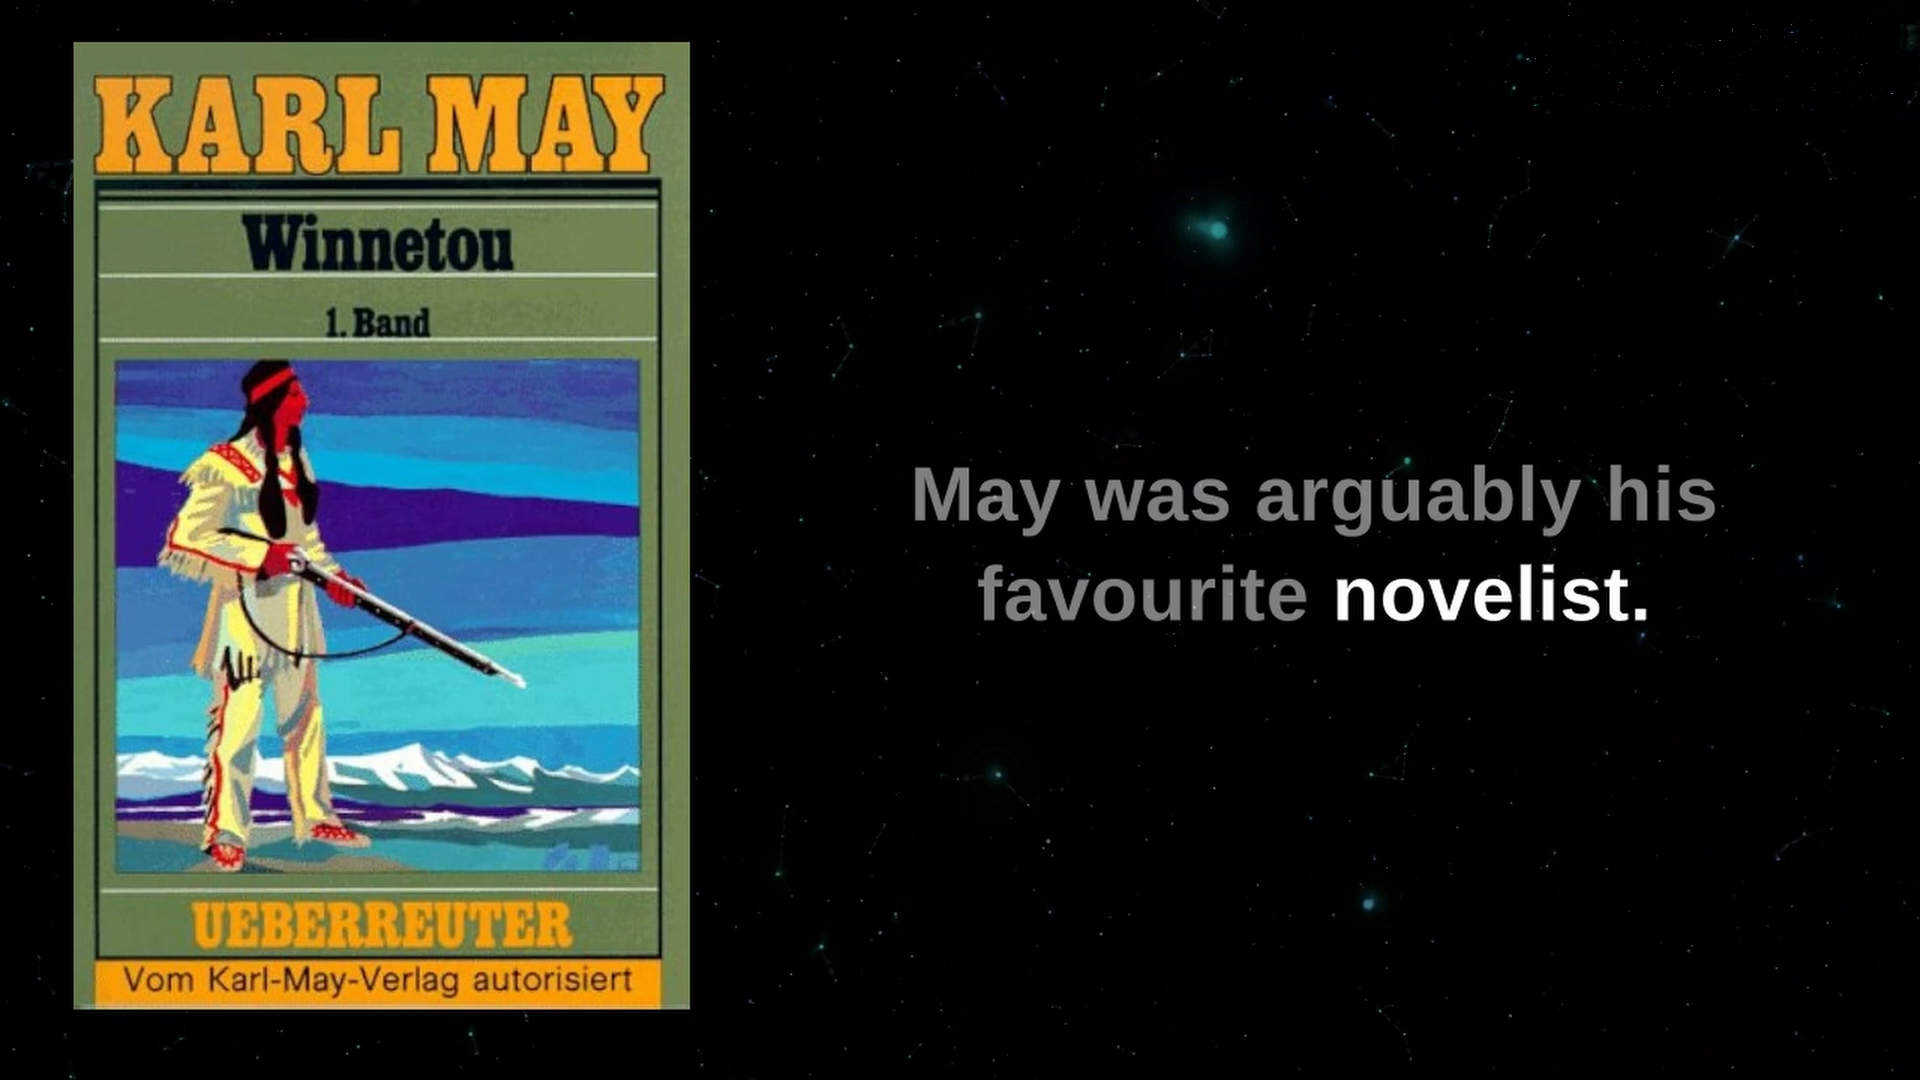 KARL MAY
Winnetou
1. Band
UEBERREUTER
Vom Karl-May-Verlag autorisiert
May was arguably his
favourite novelist.